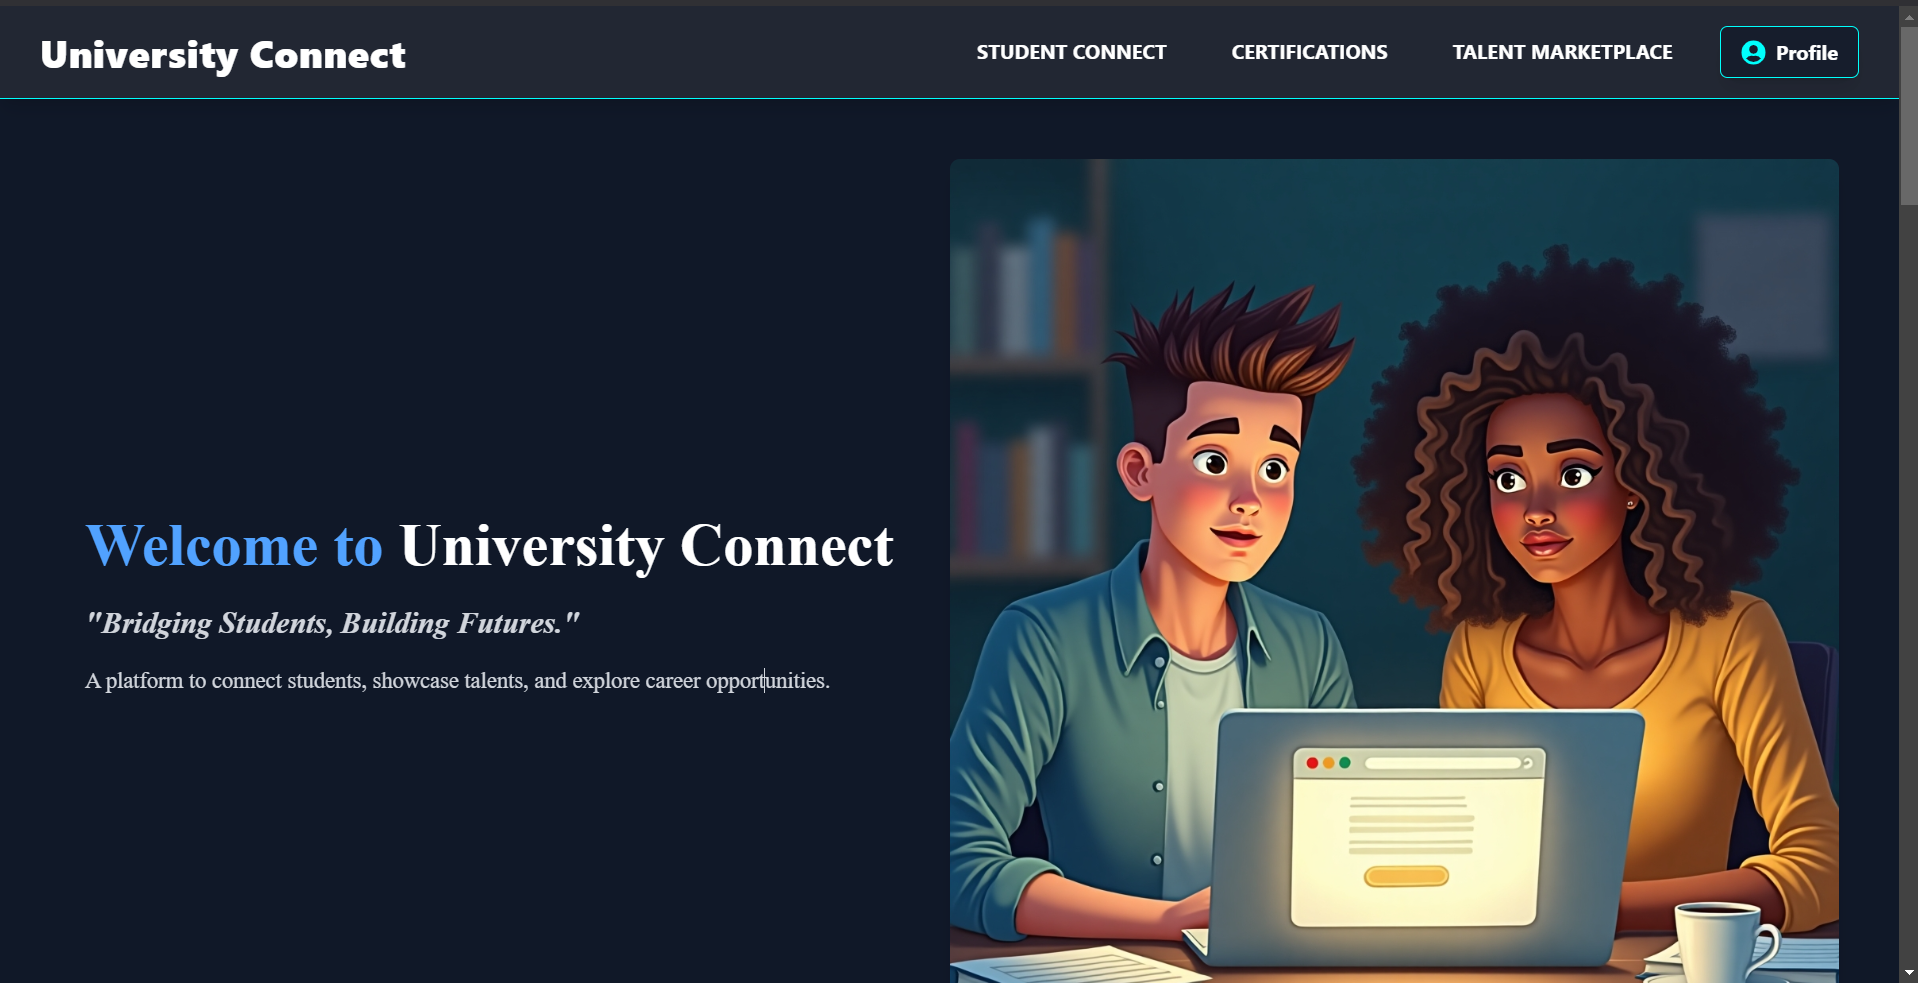 University Connect
STUDENT CONNECT
CERTIFICATIONS
TALENT MARKETPLACE
Profile
Welcome to University Connect
"Bridging Students, Building Futures."
A platform to connect students, showcase talents, and explore career opportunities.